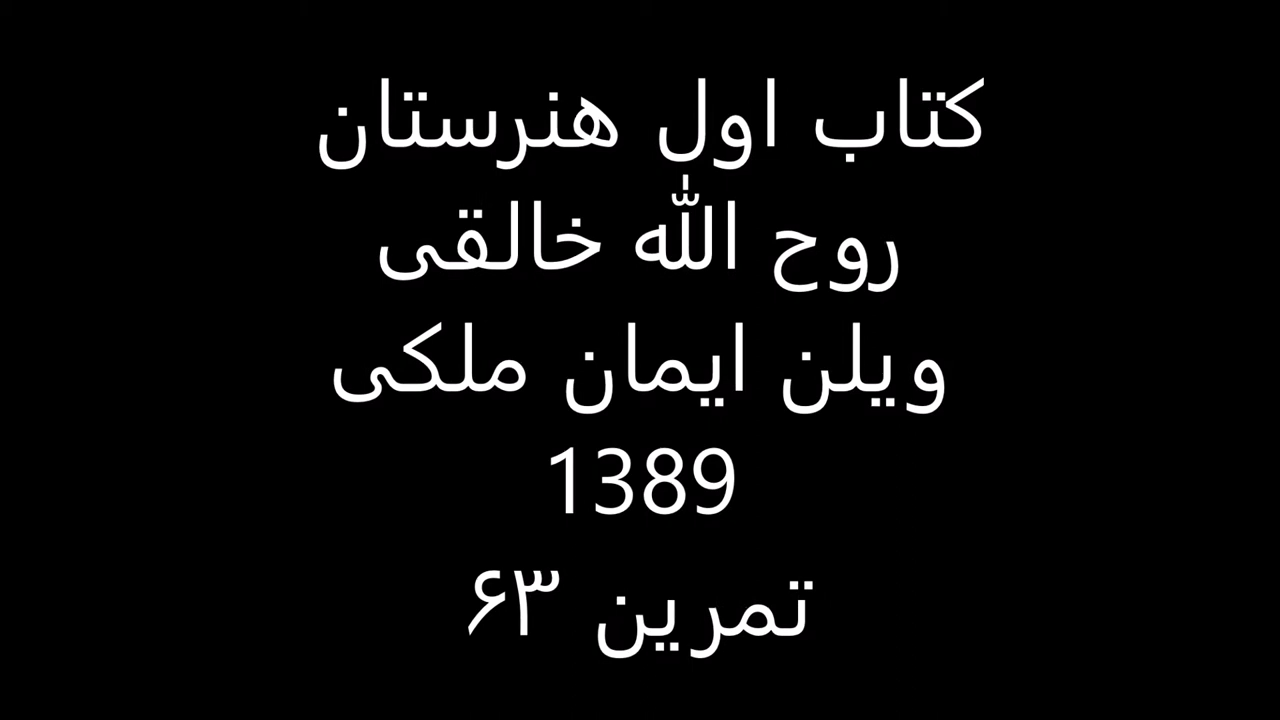 کتاب اول هنرستان
روح الله خالقی
ویلن ایمان ملکی
1389
تمرین ۶۳